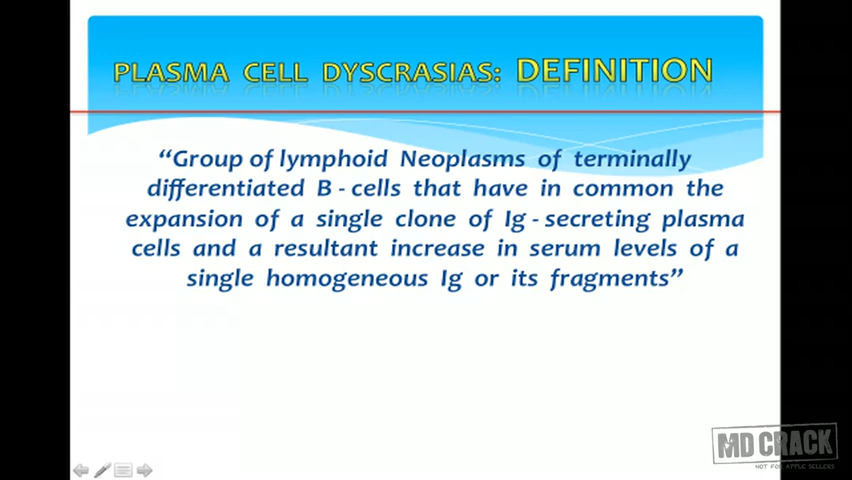 PLASMA CELL DYSCRASIAS: DEFINITION
“Group of lymphoid Neoplasms of terminally
differentiated B - cells that have in common the
expansion of a single clone of Ig - secreting plasma
cells and a resultant increase in serum levels of a
single homogeneous Ig or its fragments”
MD CRACK
NOT FOR APPLE SELLERS